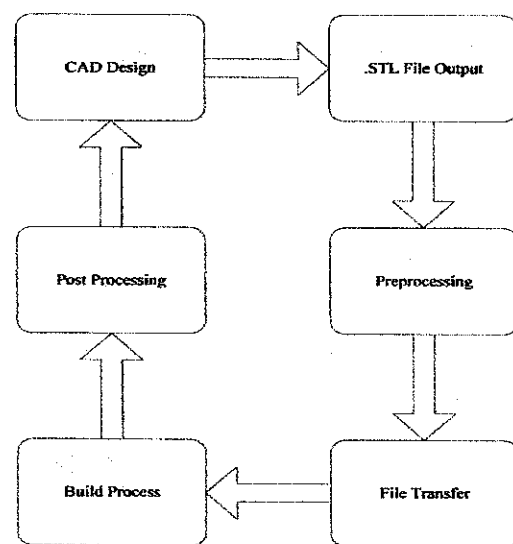 CAD Design
.STL File Output
Post Processing
Preprocessing
Build Process
File Transfer